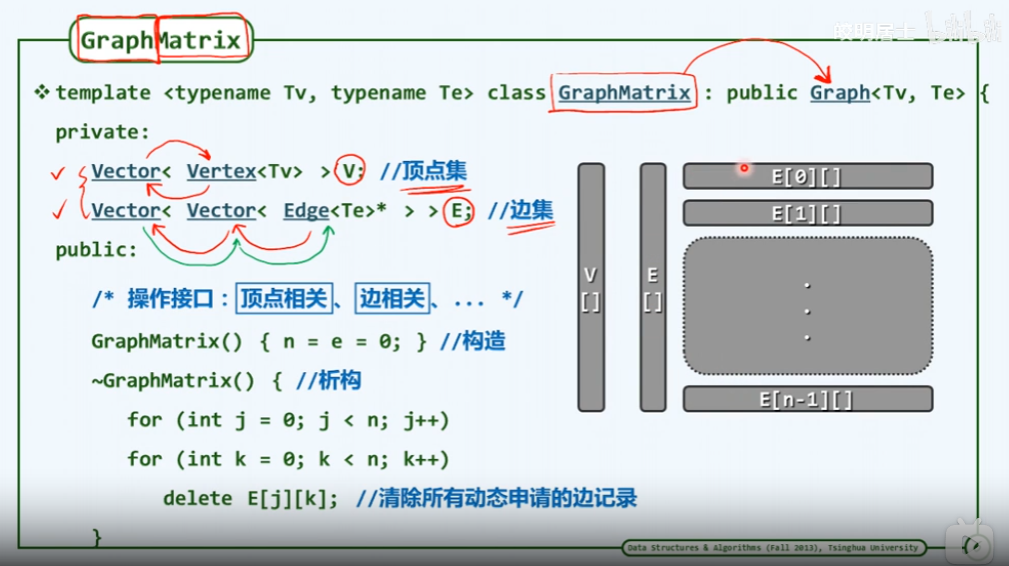 GraphMatrix
❖ template <typename Tv, typename Te> class GraphMatrix : public Graph<Tv, Te> {
private:
Vector< Vertex<Tv> > V; //顶点集
Vector< Vector< Edge<Te>* > > E; //边集
public:
/* 操作接口：顶点相关、边相关、... */
GraphMatrix() { n = e = 0; } //构造
~GraphMatrix() { //析构
for (int j = 0; j < n; j++)
for (int k = 0; k < n; k++)
delete E[j][k]; //清除所有动态申请的边记录
}
V
[]
E
[]
E[0][]
E[1][]
.
.
.
E[n-1][]
Data Structures & Algorithms (Fall 2013), Tsinghua University